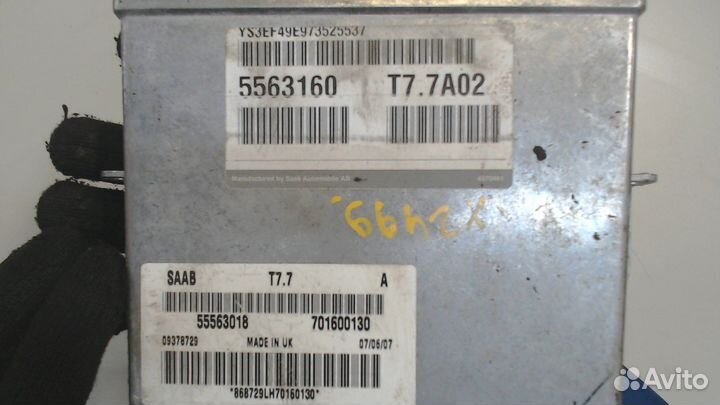 YS3EF49E973525537
5563160 T7.7A02
Manufactured by Saab Automobile AB
X2499.
SAAB T7.7 A
55563018 701600130
09378729 MADE IN UK 07/06/07
*868729LH70160130*
Avito